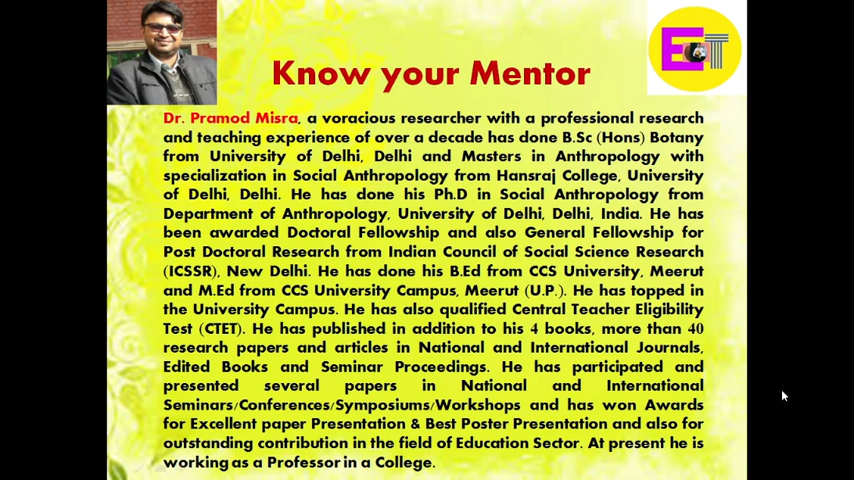 ECT
Know your Mentor
Dr. Pramod Misra, a voracious researcher with a professional research
and teaching experience of over a decade has done B.Sc (Hons) Botany
from University of Delhi, Delhi and Masters in Anthropology with
specialization in Social Anthropology from Hansraj College, University
of Delhi, Delhi. He has done his Ph.D in Social Anthropology from
Department of Anthropology, University of Delhi, Delhi, India. He has
been awarded Doctoral Fellowship and also General Fellowship for
Post Doctoral Research from Indian Council of Social Science Research
(ICSSR), New Delhi. He has done his B.Ed from CCS University, Meerut
and M.Ed from CCS University Campus, Meerut (U.P.). He has topped in
the University Campus. He has also qualified Central Teacher Eligibility
Test (CTET). He has published in addition to his 4 books, more than 40
research papers and articles in National and International Journals,
Edited Books and Seminar Proceedings. He has participated and
presented several papers in National and International
Seminars/Conferences/Symposiums/Workshops and has won Awards
for Excellent paper Presentation & Best Poster Presentation and also for
outstanding contribution in the field of Education Sector. At present he is
working as a Professor in a College.